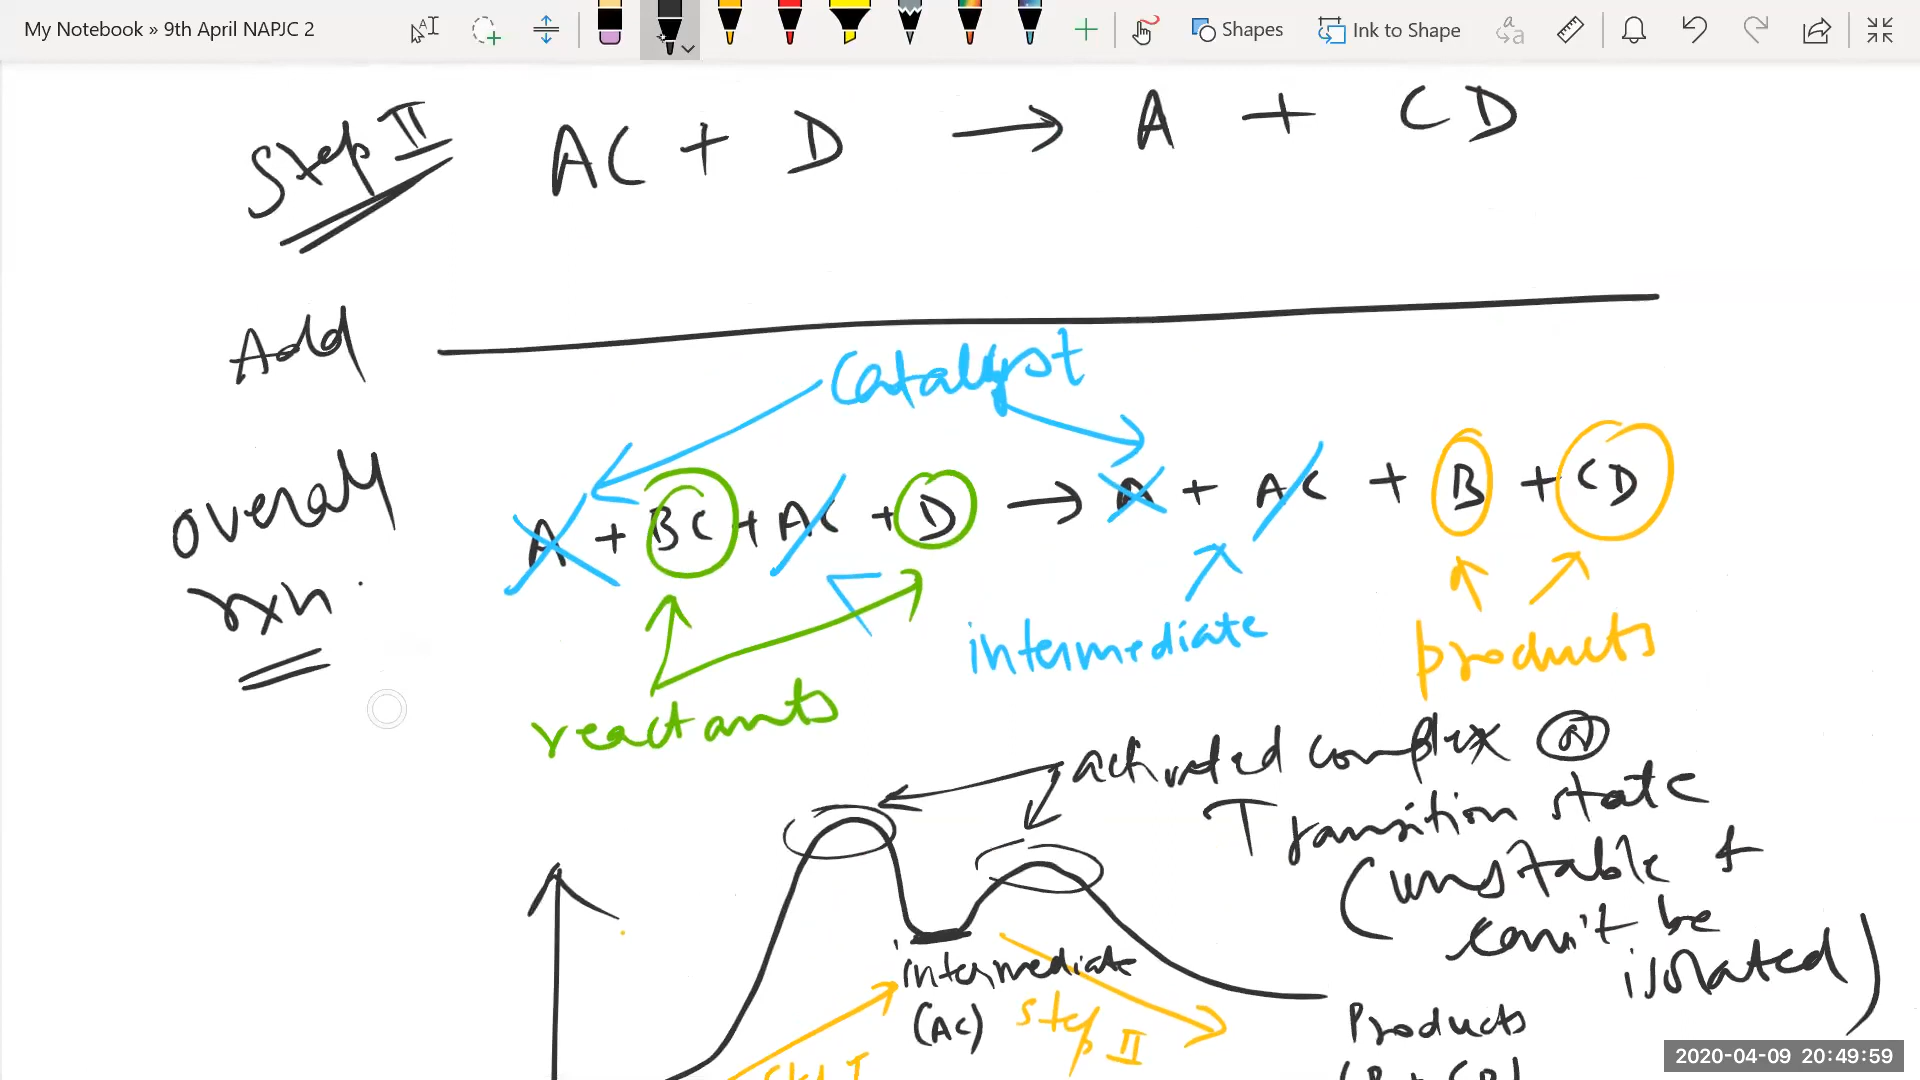 My Notebook » 9th April NAPJC 2
Shapes
Ink to Shape
Step II AC + D → A + CD
Add
Catalyst
overall A + BC + AC + D → A + AC + B + CD
rxn
intermediate
products
reactants
activated complex or
Transition state
(unstable &
can't be
isolated)
intermediate
(AC)
step II
Step I
Products
(B + CD)
2020-04-09 20:49:59